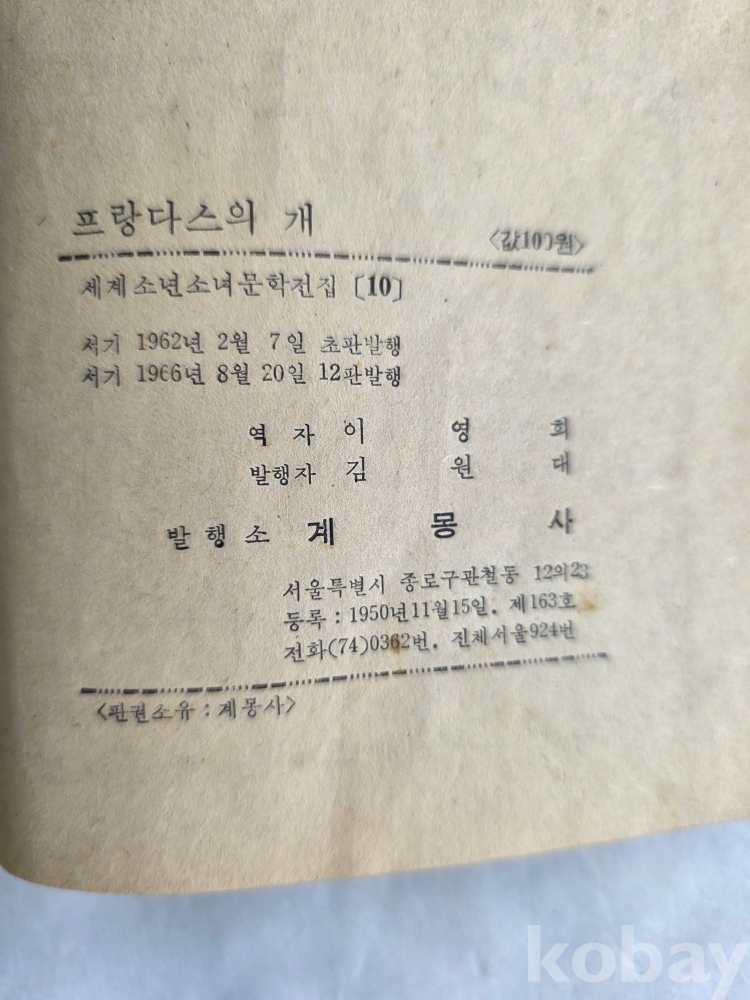 프랑다스의 개
<값100원>
세계소년소녀문학전집 〔10〕
서기 1962년 2월 7일 초판발행
서기 1966년 8월 20일 12판발행
역 자 이 영 희
발행자 김 원 대
발 행 소 계 몽 사
서울특별시 종로구관철동 12의23
등록 : 1950년11월15일. 제163호
전화(74)0362번. 진체서울924번
<판권소유 : 계몽사>
kobay